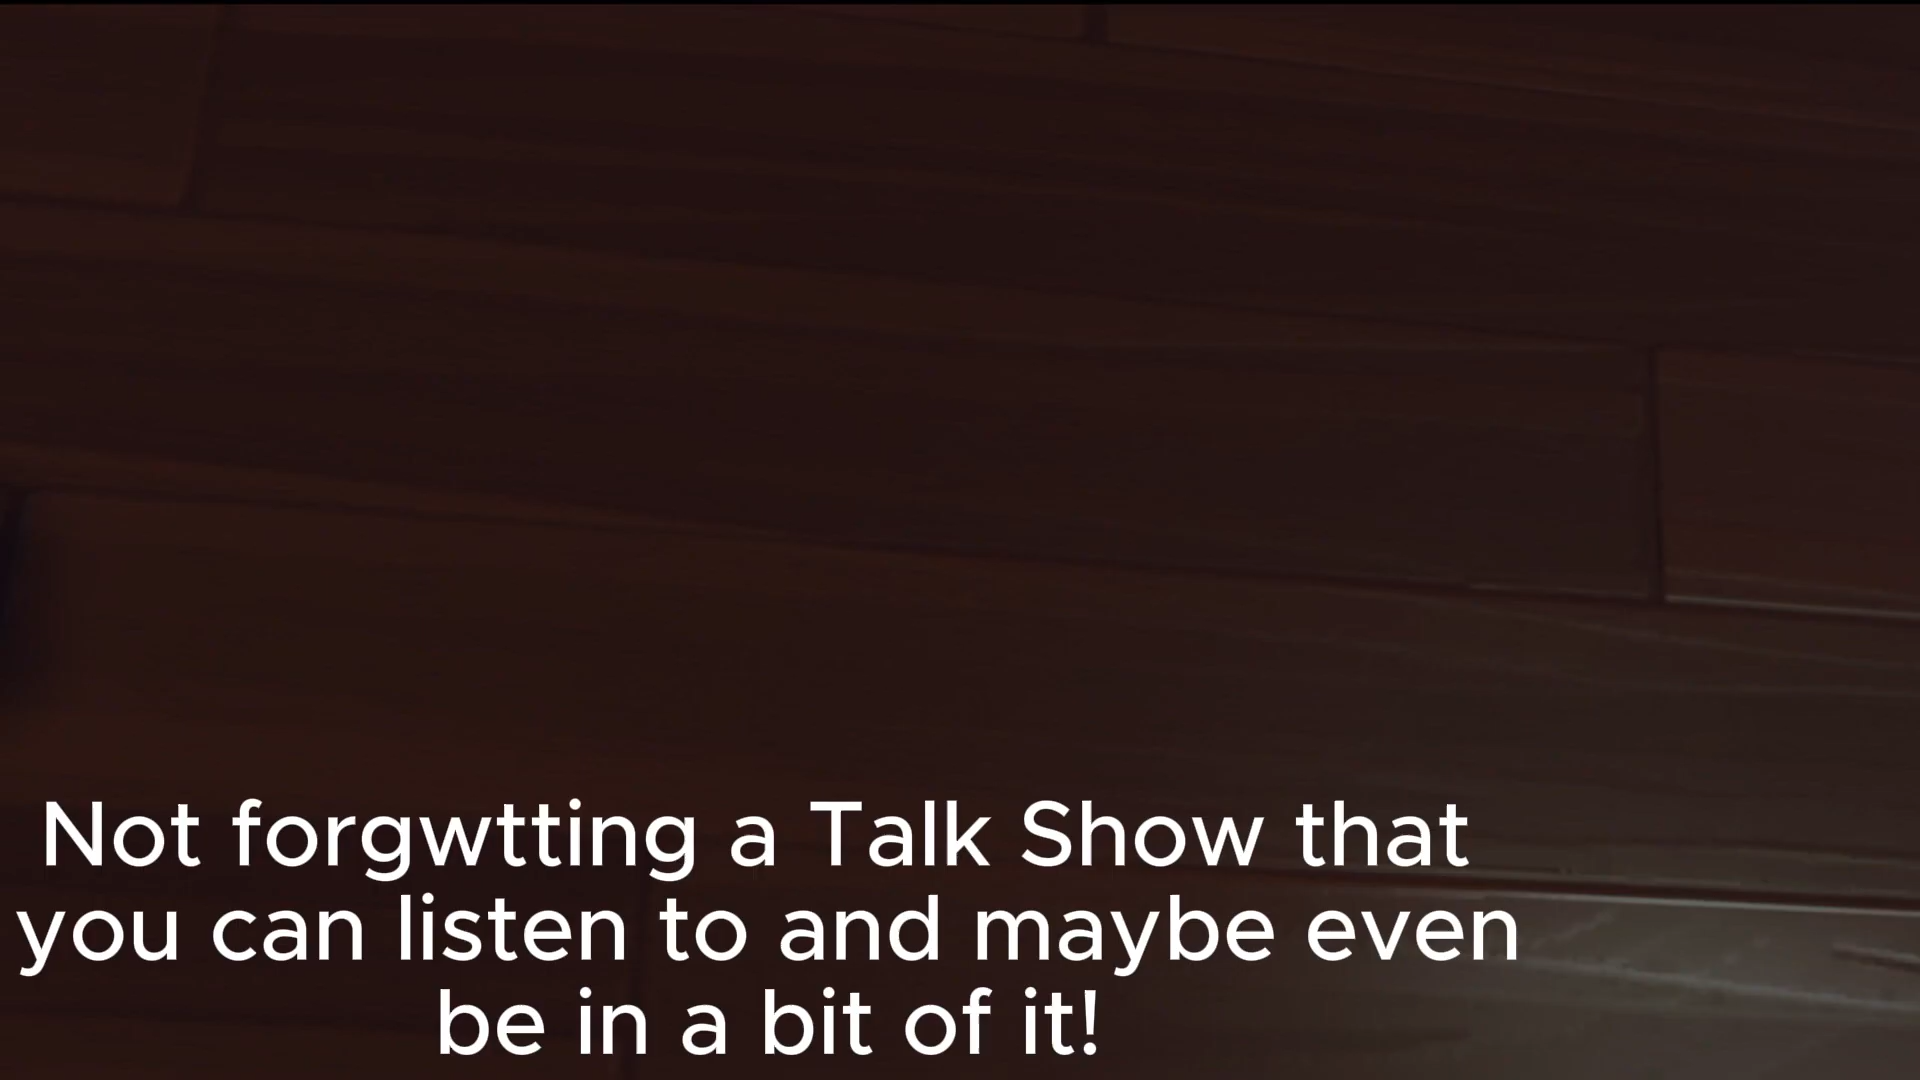 Not forgwtting a Talk Show that
you can listen to and maybe even
be in a bit of it!